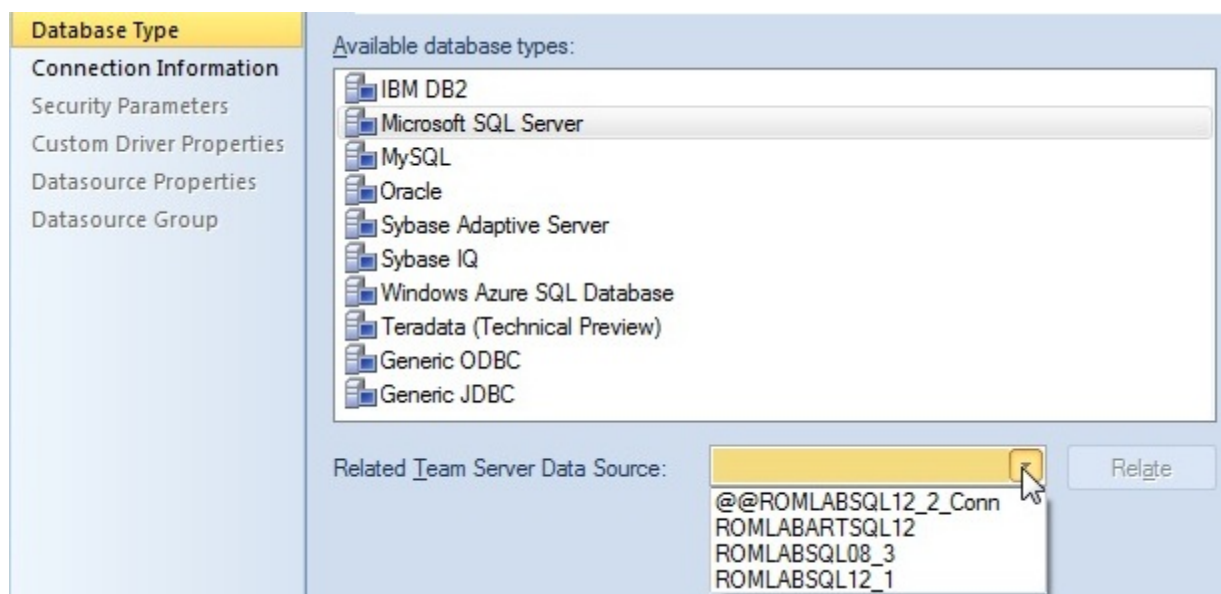 Database Type
Connection Information
Security Parameters
Custom Driver Properties
Datasource Properties
Datasource Group
Available database types:
IBM DB2
Microsoft SQL Server
MySQL
Oracle
Sybase Adaptive Server
Sybase IQ
Windows Azure SQL Database
Teradata (Technical Preview)
Generic ODBC
Generic JDBC
Related Team Server Data Source:
Relate
@@ROMLABSQL12_2_Conn
ROMLABARTSQL12
ROMLABSQL08_3
ROMLABSQL12_1